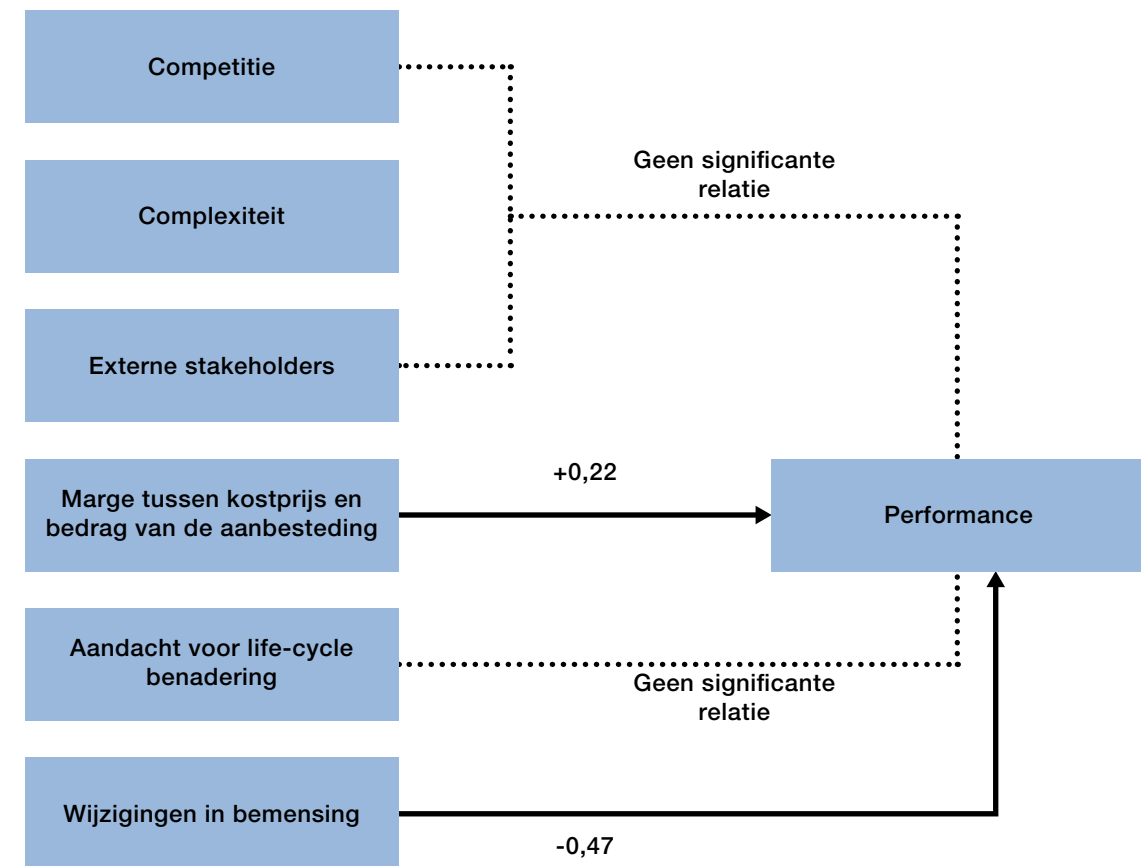 Competitie
Geen significante
relatie
Complexiteit
Externe stakeholders
+0,22
Marge tussen kostprijs en
bedrag van de aanbesteding
Performance
Aandacht voor life-cycle
benadering
Geen significante
relatie
Wijzigingen in bemensing
-0,47